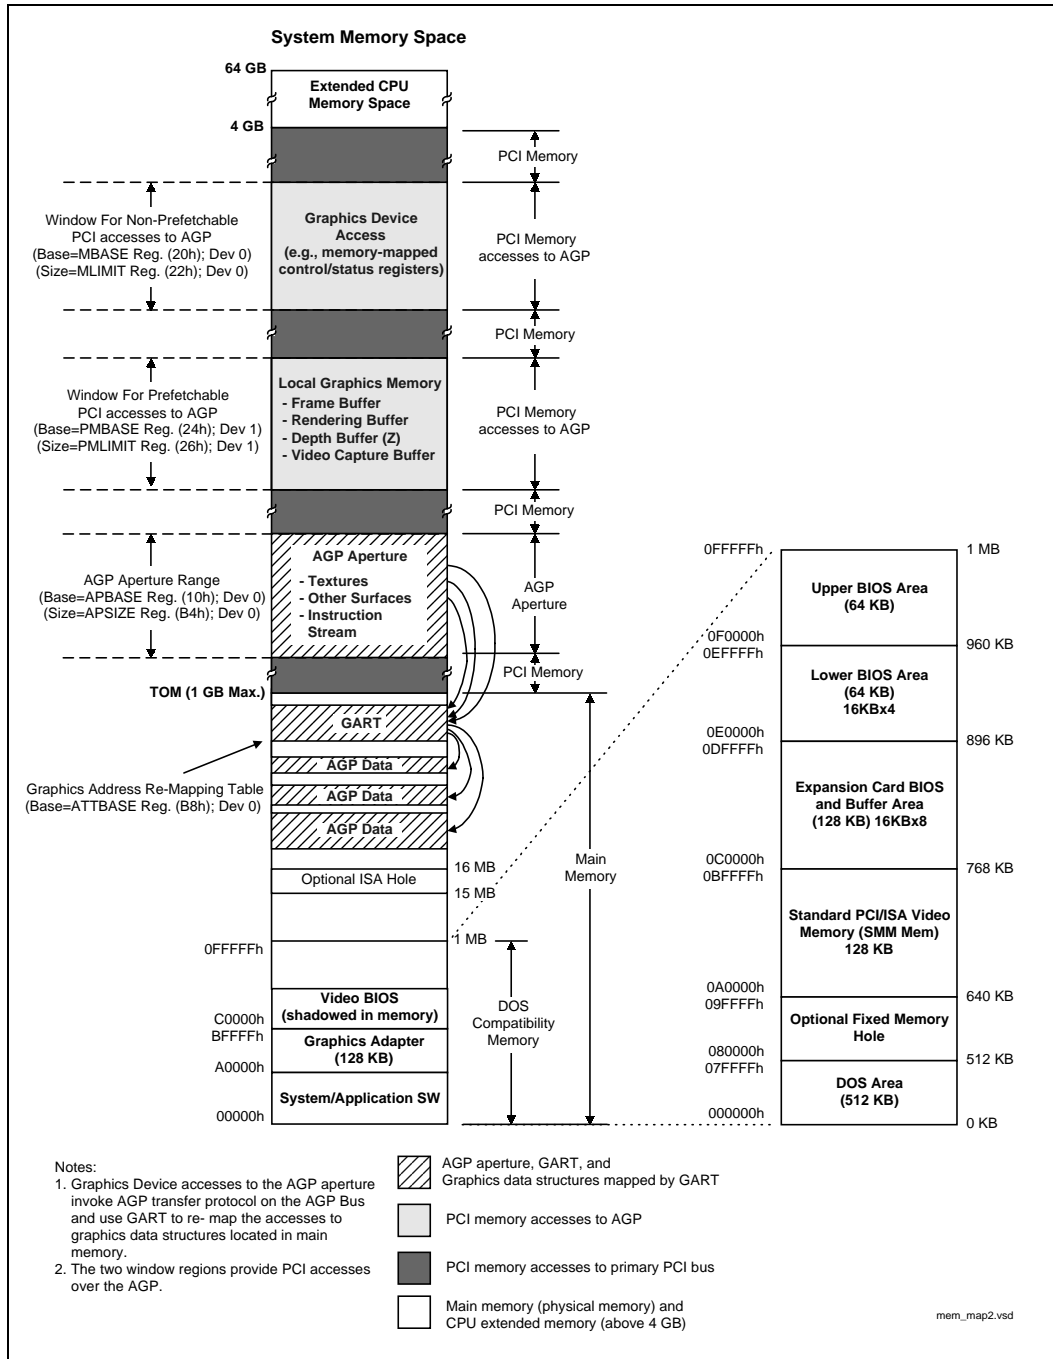 System Memory Space
64 GB
Extended CPU
Memory Space
4 GB
PCI Memory
Window For Non-Prefetchable
PCI accesses to AGP
(Base=MBASE Reg. (20h); Dev 0)
(Size=MLIMIT Reg. (22h); Dev 0)
Graphics Device
Access
(e.g., memory-mapped
control/status registers)
PCI Memory
accesses to AGP
PCI Memory
Window For Prefetchable
PCI accesses to AGP
(Base=PMBASE Reg. (24h); Dev 1)
(Size=PMLIMIT Reg. (26h); Dev 1)
Local Graphics Memory
- Frame Buffer
- Rendering Buffer
- Depth Buffer (Z)
- Video Capture Buffer
PCI Memory
accesses to AGP
PCI Memory
AGP Aperture Range
(Base=APBASE Reg. (10h); Dev 0)
(Size=APSIZE Reg. (B4h); Dev 0)
AGP Aperture
- Textures
- Other Surfaces
- Instruction
Stream
AGP
Aperture
PCI Memory
TOM (1 GB Max.)
GART
Graphics Address Re-Mapping Table
(Base=ATTBASE Reg. (B8h); Dev 0)
AGP Data
AGP Data
AGP Data
16 MB
Optional ISA Hole
15 MB
Main
Memory
1 MB
0FFFFFh
DOS
Compatibility
Memory
Video BIOS
(shadowed in memory)
C0000h
BFFFFh
Graphics Adapter
(128 KB)
A0000h
System/Application SW
00000h
0FFFFFh
1 MB
Upper BIOS Area
(64 KB)
0F0000h
0EFFFFh
960 KB
Lower BIOS Area
(64 KB)
16KBx4
0E0000h
0DFFFFh
896 KB
Expansion Card BIOS
and Buffer Area
(128 KB) 16KBx8
0C0000h
0BFFFFh
768 KB
Standard PCI/ISA Video
Memory (SMM Mem)
128 KB
0A0000h
09FFFFh
640 KB
Optional Fixed Memory
Hole
080000h
07FFFFh
512 KB
DOS Area
(512 KB)
000000h
0 KB
Notes:
1. Graphics Device accesses to the AGP aperture
invoke AGP transfer protocol on the AGP Bus
and use GART to re- map the accesses to
graphics data structures located in main
memory.
2. The two window regions provide PCI accesses
over the AGP.
AGP aperture, GART, and
Graphics data structures mapped by GART
PCI memory accesses to AGP
PCI memory accesses to primary PCI bus
Main memory (physical memory) and
CPU extended memory (above 4 GB)
mem_map2.vsd